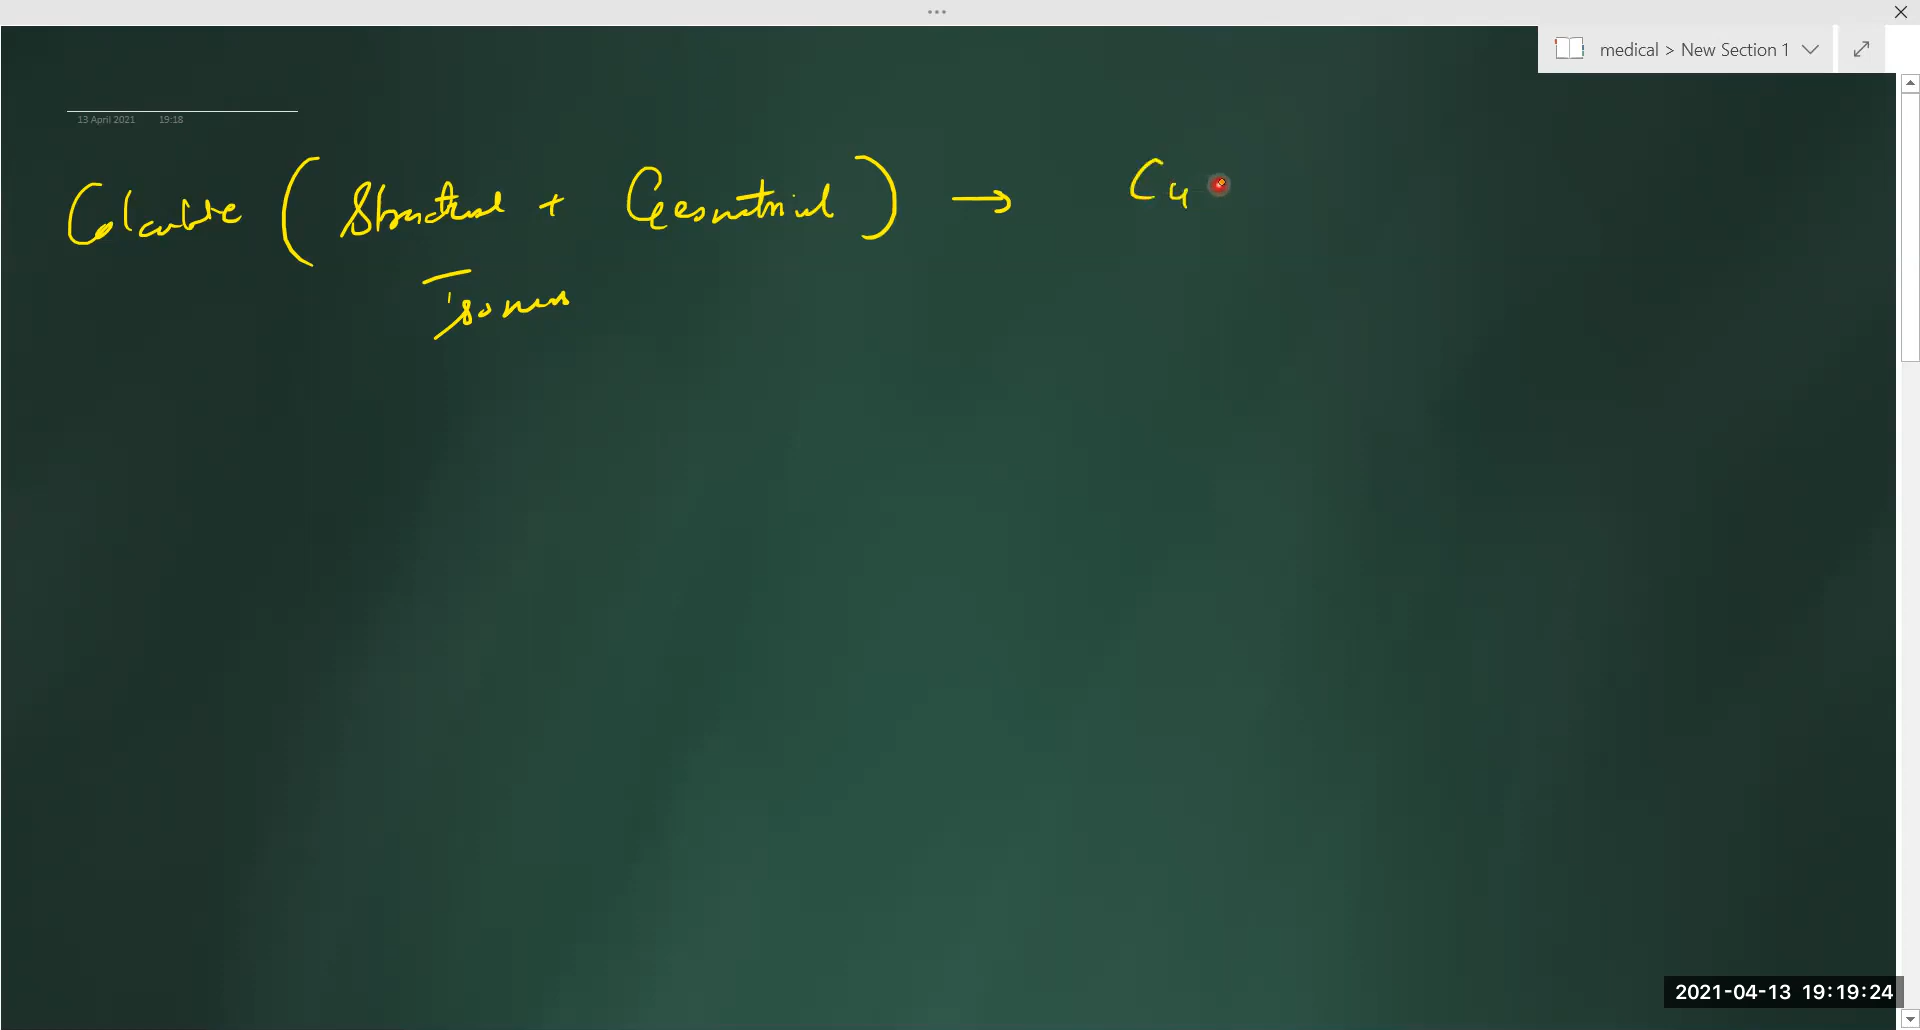 medical > New Section 1
13 April 2021 19:18
Calculate ( Structural + Geometrical ) → C4
Isomers
2021-04-13 19:19:24